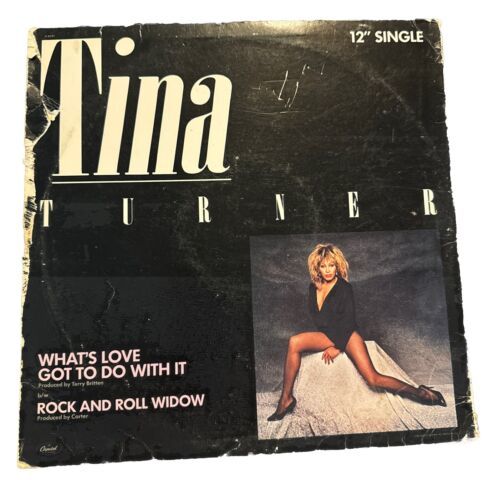 12" SINGLE
Tina
TURNER
WHAT'S LOVE
GOT TO DO WITH IT
Produced by Terry Britten
b/w
ROCK AND ROLL WIDOW
Produced by Carter
Capitol